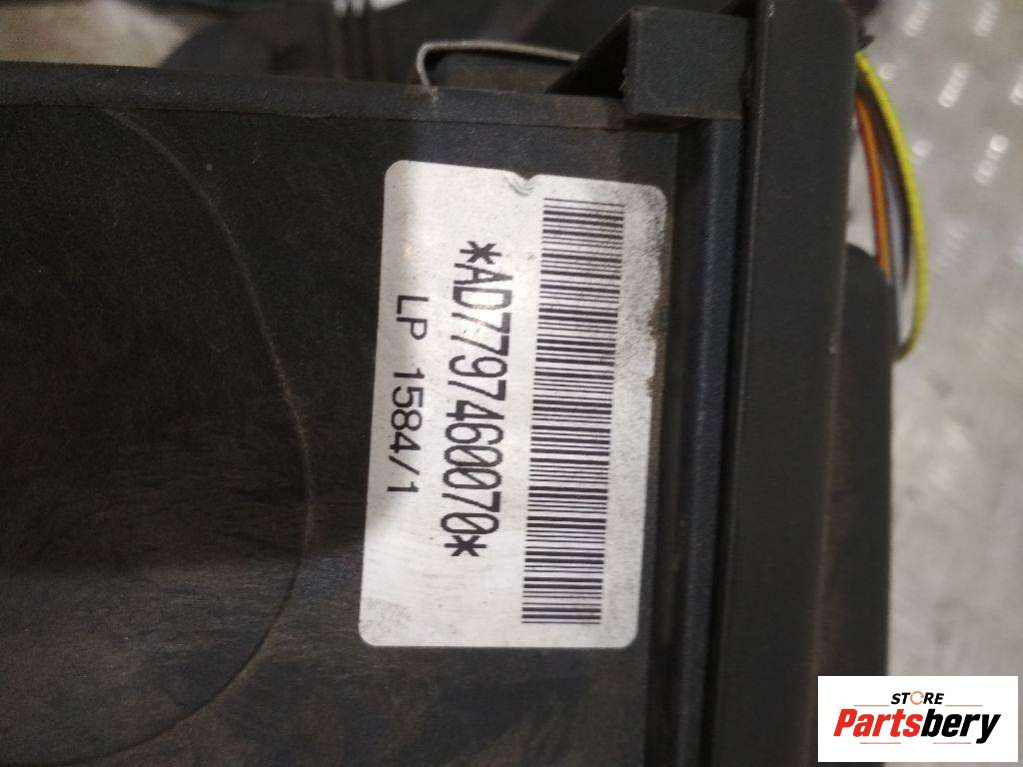 *AD7797460070*
LP 1584/1
STORE
Partsbery